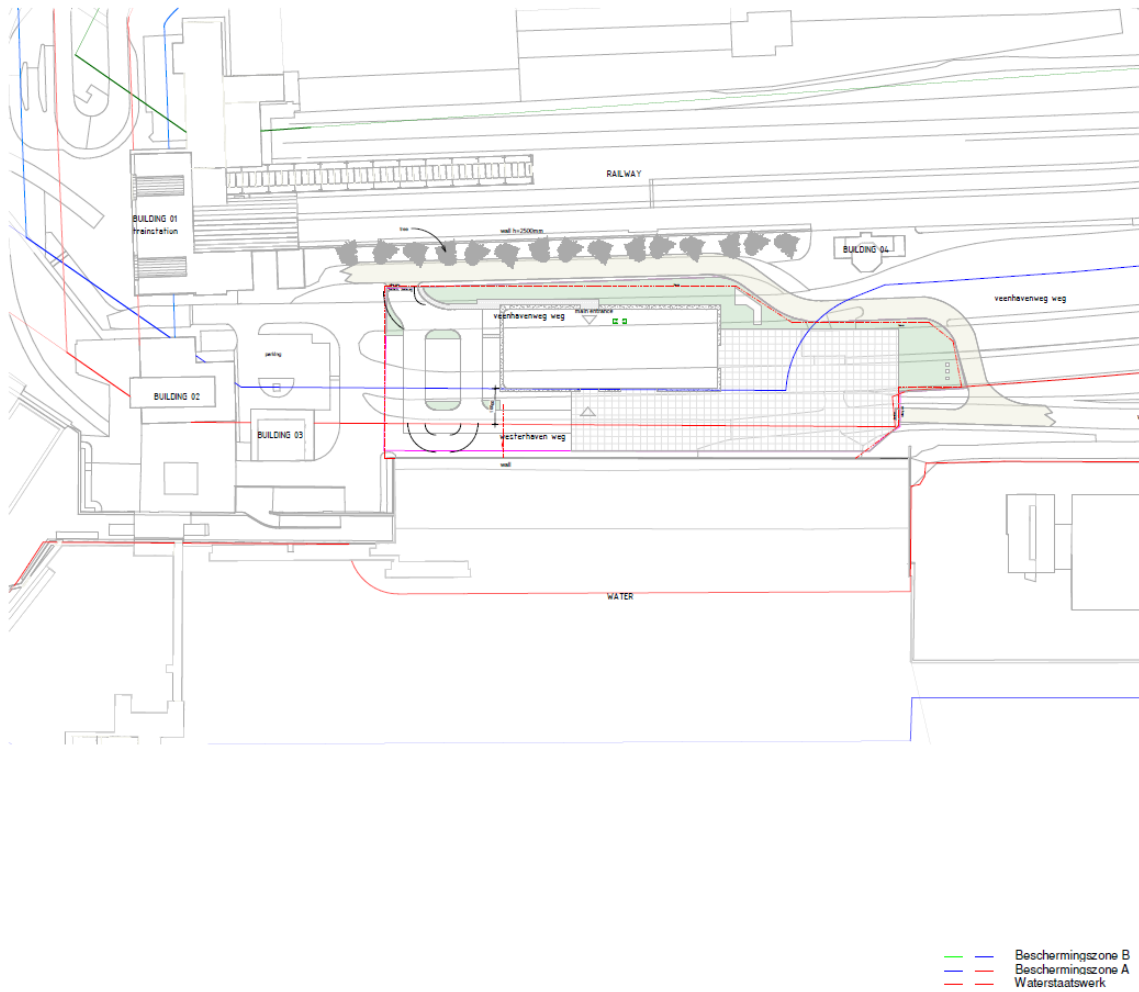 RAILWAY
BUILDING 01
trainstation
tree
wall h=2500mm
BUILDING 04
veenhavenweg weg
veenhavenweg weg
main entrance
parking
BUILDING 02
BUILDING 03
westerhaven weg
wall
WATER
Beschermingszone B
Beschermingszone A
Waterstaatswerk